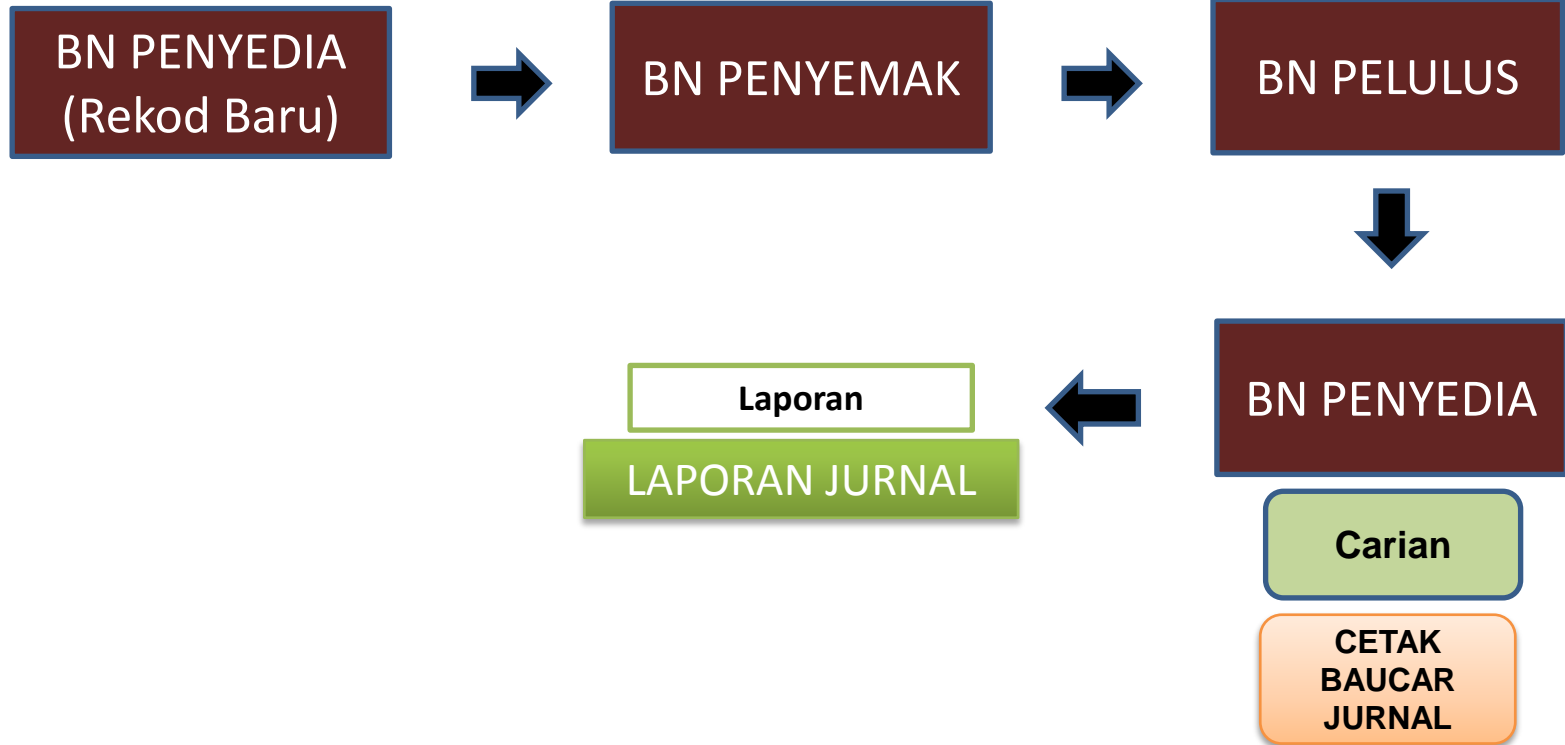 BN PENYEDIA
(Rekod Baru)
BN PENYEMAK
BN PELULUS
BN PENYEDIA
Carian
CETAK
BAUCAR
JURNAL
Laporan
LAPORAN JURNAL